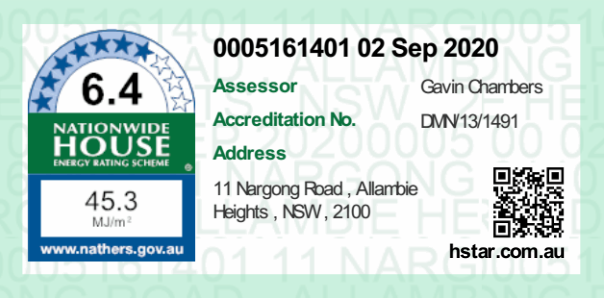 6.4
NATIONWIDE
HOUSE
ENERGY RATING SCHEME
®
45.3
MJ/m²
www.nathers.gov.au
0005161401 02 Sep 2020
Assessor Gavin Chambers
Accreditation No. DMN/13/1491
Address
11 Nargong Road , Allambie
Heights , NSW , 2100
hstar.com.au